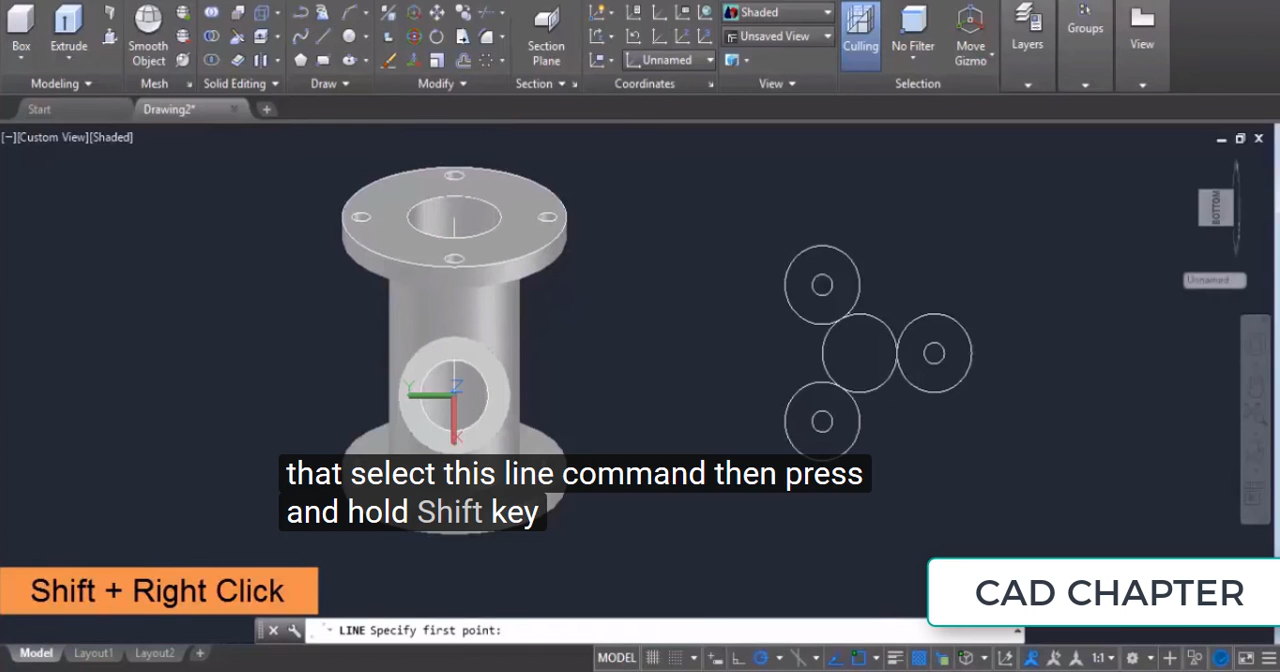 Box
Extrude
Smooth
Object
Section
Plane
Shaded
Unsaved View
Unnamed
Culling
No Filter
Move
Gizmo
Layers
Groups
View
Modeling
Mesh
Solid Editing
Draw
Modify
Section
Coordinates
View
Selection
Start
Drawing2*
[−][Custom View][Shaded]
BOTTOM
Unnamed
Y
Z
X
that select this line command then press
and hold Shift key
Shift + Right Click
CAD CHAPTER
LINE Specify first point:
Model
Layout1
Layout2
MODEL
1:1